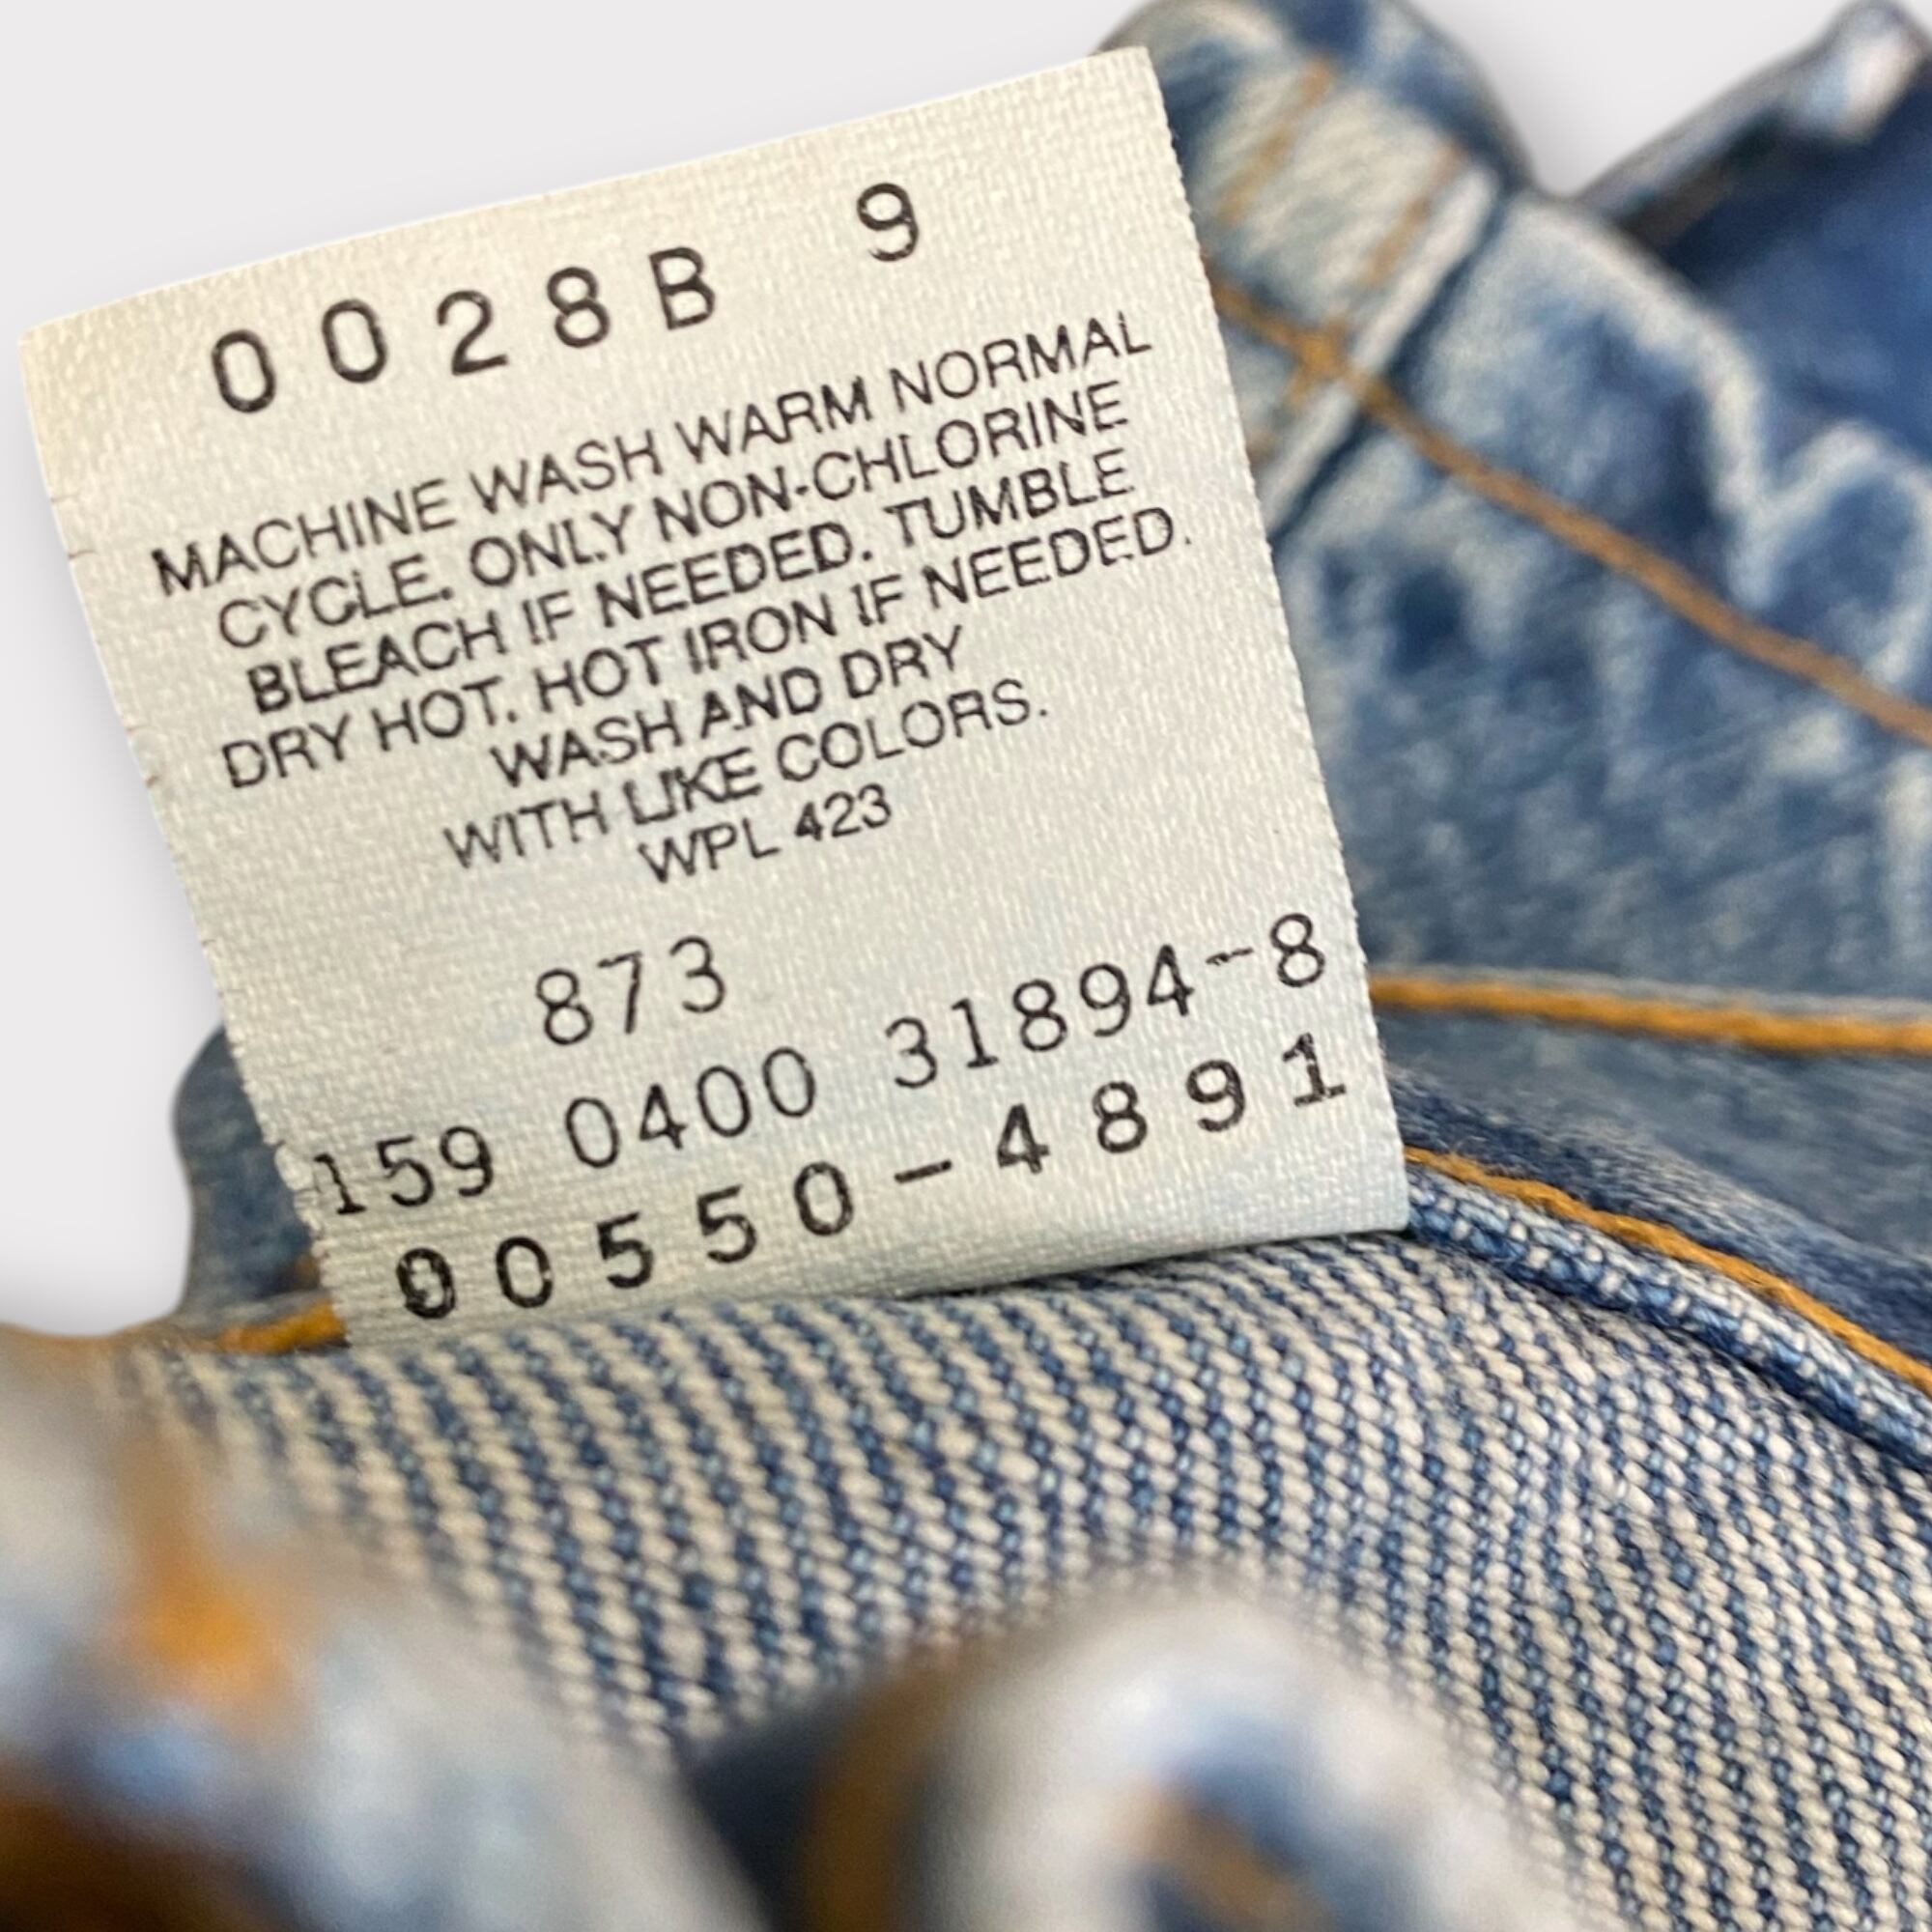 0028B 9
MACHINE WASH WARM NORMAL
CYCLE. ONLY NON-CHLORINE
BLEACH IF NEEDED. TUMBLE
DRY HOT. HOT IRON IF NEEDED.
WASH AND DRY
WITH LIKE COLORS.
WPL 423
873
159 0400 31894-8
00550-4891